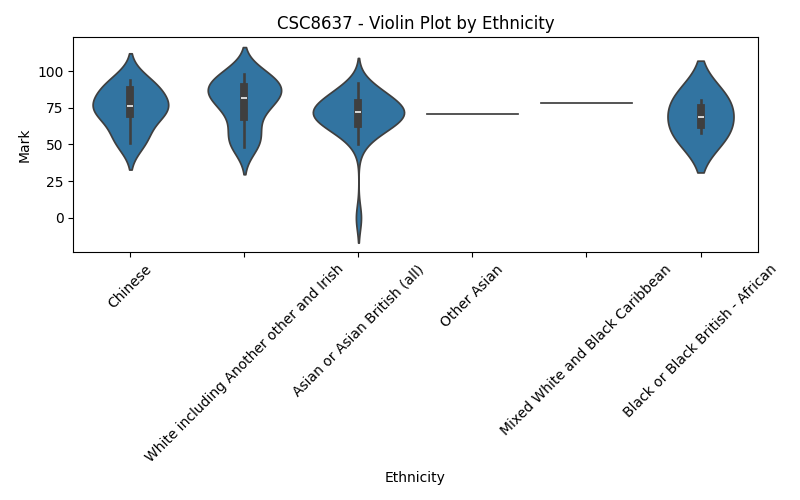 CSC8637 - Violin Plot by Ethnicity
Mark
100
75
50
25
0
Chinese
White including Another other and Irish
Asian or Asian British (all)
Other Asian
Mixed White and Black Caribbean
Black or Black British - African
Ethnicity